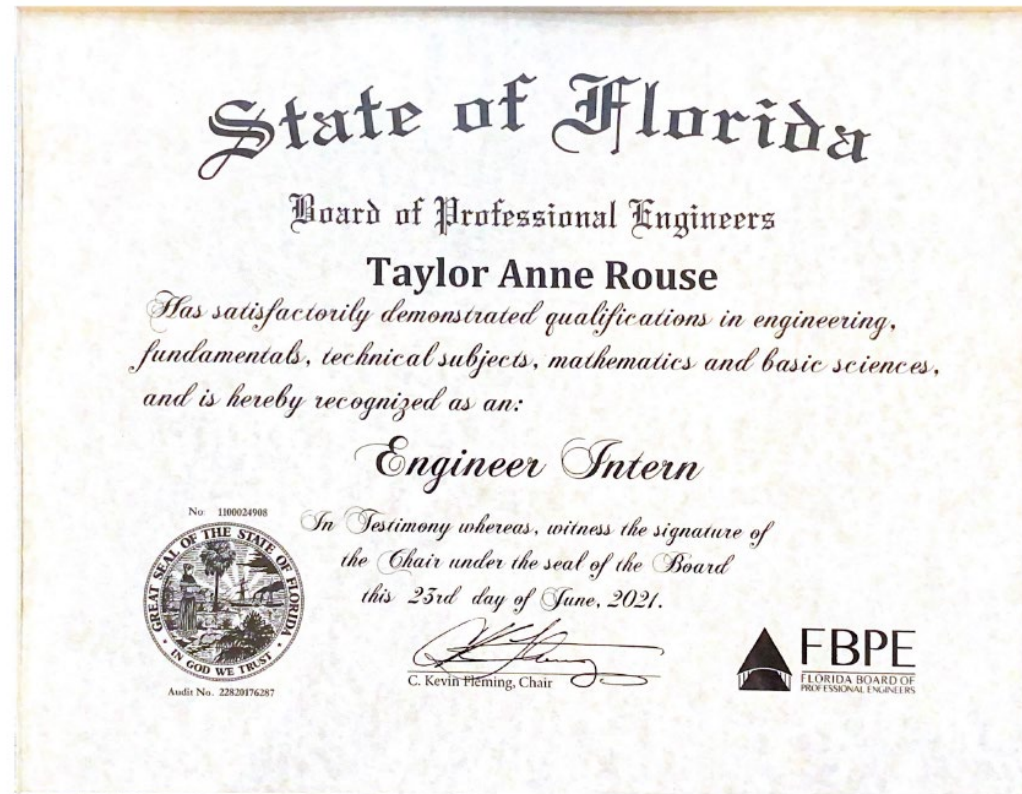 State of Florida
Board of Professional Engineers
Taylor Anne Rouse
Has satisfactorily demonstrated qualifications in engineering,
fundamentals, technical subjects, mathematics and basic sciences,
and is hereby recognized as an:
Engineer Intern
No: 1100024908
GREAT SEAL OF THE STATE OF FLORIDA
IN GOD WE TRUST
Audit No. 22820176287
In Testimony whereas, witness the signature of
the Chair under the seal of the Board
this 23rd day of June, 2021.
C. Kevin Fleming, Chair
FBPE
FLORIDA BOARD OF
PROFESSIONAL ENGINEERS